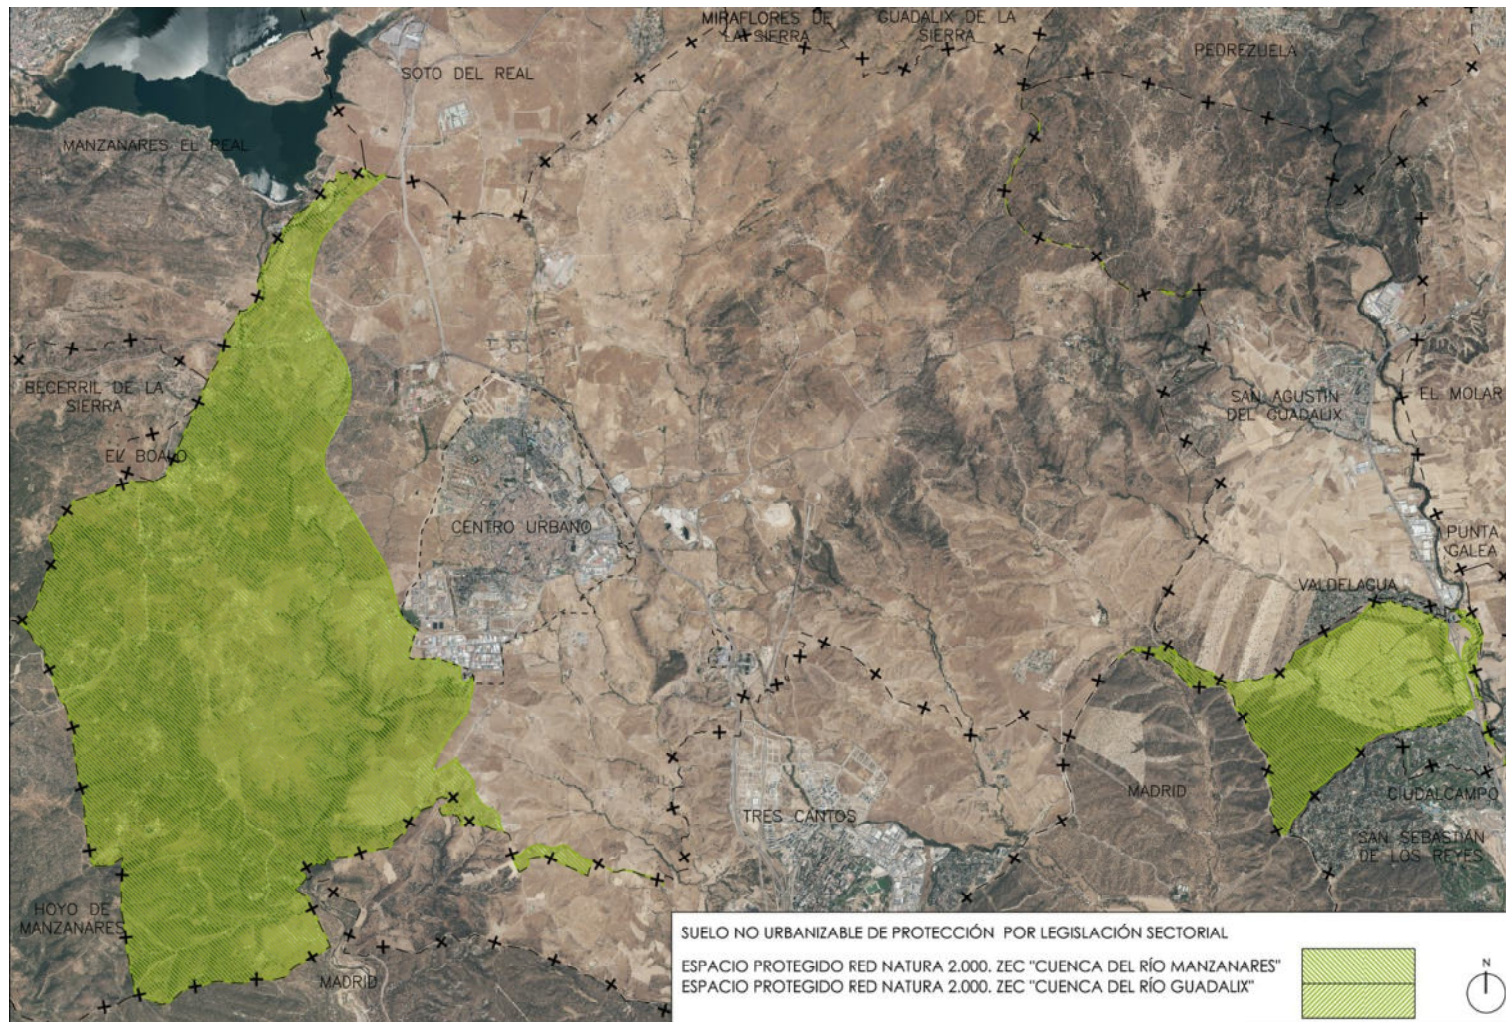 MIRAFLORES DE
LA SIERRA
GUADALIX DE LA
SIERRA
PEDREZUELA
SOTO DEL REAL
MANZANARES EL REAL
BECERRIL DE LA
SIERRA
SAN AGUSTIN
DEL GUADALIX
EL MOLAR
EL BOALO
CENTRO URBANO
PUNTA
GALEA
VALDELAGUA
MADRID
CIUDALCAMPO
TRES CANTOS
SAN SEBASTIÁN
DE LOS REYES
HOYO DE
MANZANARES
MADRID
SUELO NO URBANIZABLE DE PROTECCIÓN POR LEGISLACIÓN SECTORIAL
ESPACIO PROTEGIDO RED NATURA 2.000. ZEC "CUENCA DEL RÍO MANZANARES"
ESPACIO PROTEGIDO RED NATURA 2.000. ZEC "CUENCA DEL RÍO GUADALIX"
N